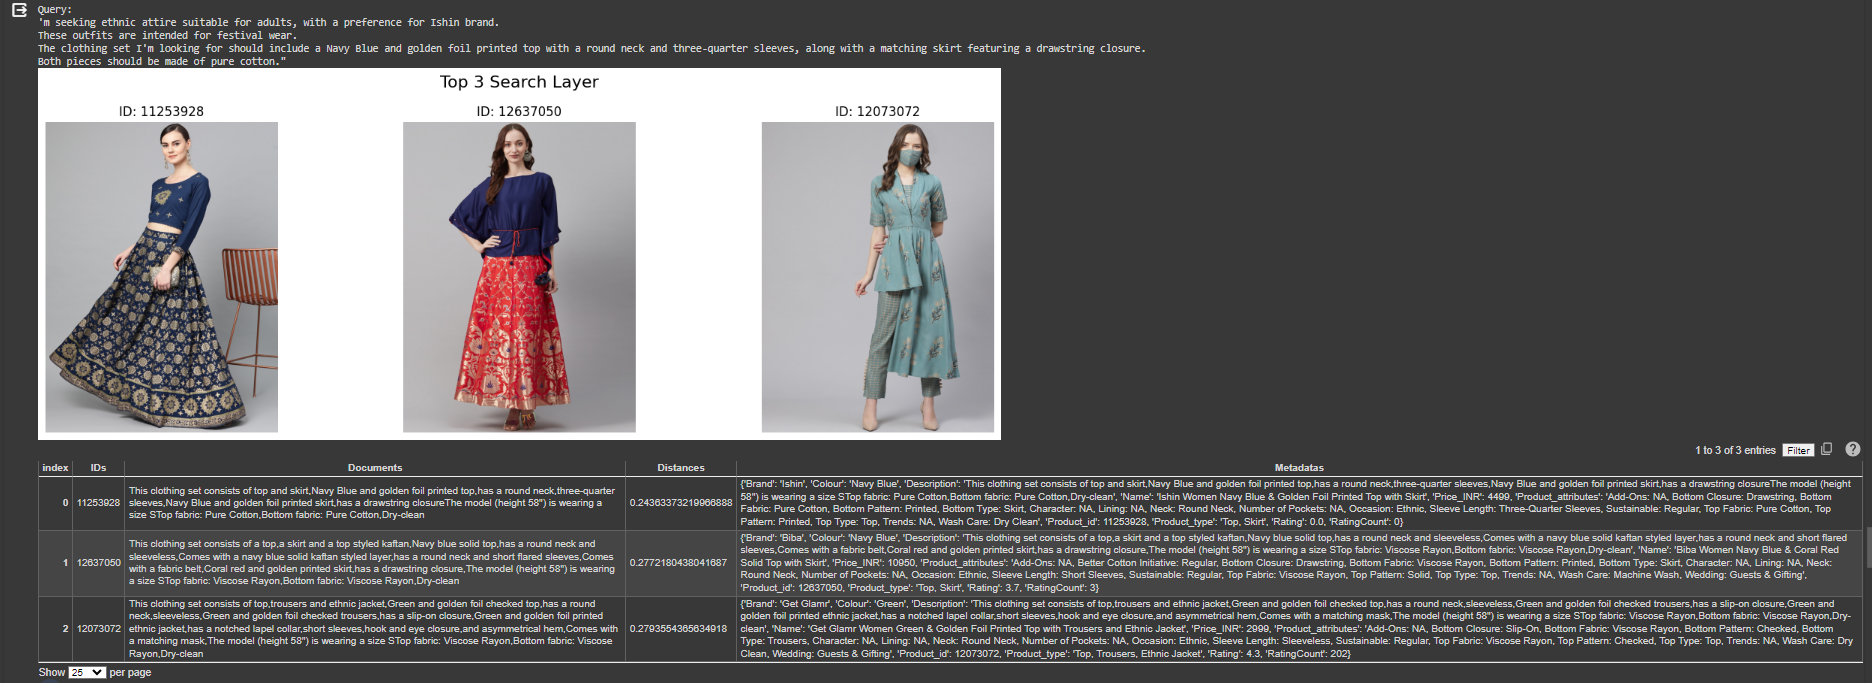 Query:
'm seeking ethnic attire suitable for adults, with a preference for Ishin brand.
These outfits are intended for festival wear.
The clothing set I'm looking for should include a Navy Blue and golden foil printed top with a round neck and three-quarter sleeves, along with a matching skirt featuring a drawstring closure.
Both pieces should be made of pure cotton."
Top 3 Search Layer
ID: 11253928
ID: 12637050
ID: 12073072
1 to 3 of 3 entries
Filter
index
IDs
Documents
Distances
Metadatas
0
11253928
This clothing set consists of top and skirt,Navy Blue and golden foil printed top,has a round neck,three-quarter
sleeves,Navy Blue and golden foil printed skirt,has a drawstring closureThe model (height 58") is wearing a
size STop fabric: Pure Cotton,Bottom fabric: Pure Cotton,Dry-clean
0.24363373219966888
{'Brand': 'Ishin', 'Colour': 'Navy Blue', 'Description': 'This clothing set consists of top and skirt,Navy Blue and golden foil printed top,has a round neck,three-quarter sleeves,Navy Blue and golden foil printed skirt,has a drawstring closureThe model (height
58") is wearing a size STop fabric: Pure Cotton,Bottom fabric: Pure Cotton,Dry-clean', 'Name': 'Ishin Women Navy Blue & Golden Foil Printed Top with Skirt', 'Price_INR': 4499, 'Product_attributes': 'Add-Ons: NA, Bottom Closure: Drawstring, Bottom
Fabric: Pure Cotton, Bottom Pattern: Printed, Bottom Type: Skirt, Character: NA, Lining: NA, Neck: Round Neck, Number of Pockets: NA, Occasion: Ethnic, Sleeve Length: Three-Quarter Sleeves, Sustainable: Regular, Top Fabric: Pure Cotton, Top
Pattern: Printed, Top Type: Top, Trends: NA, Wash Care: Dry Clean', 'Product_id': 11253928, 'Product_type': 'Top, Skirt', 'Rating': 0.0, 'RatingCount': 0}
1
12637050
This clothing set consists of a top,a skirt and a top styled kaftan,Navy blue solid top,has a round neck and
sleeveless,Comes with a navy blue solid kaftan styled layer,has a round neck and short flared sleeves,Comes
with a fabric belt,Coral red and golden printed skirt,has a drawstring closure,The model (height 58") is wearing
a size STop fabric: Viscose Rayon,Bottom fabric: Viscose Rayon,Dry-clean
0.2772180438041687
{'Brand': 'Biba', 'Colour': 'Navy Blue', 'Description': 'This clothing set consists of a top,a skirt and a top styled kaftan,Navy blue solid top,has a round neck and sleeveless,Comes with a navy blue solid kaftan styled layer,has a round neck and short flared
sleeves,Comes with a fabric belt,Coral red and golden printed skirt,has a drawstring closure,The model (height 58") is wearing a size STop fabric: Viscose Rayon,Bottom fabric: Viscose Rayon,Dry-clean', 'Name': 'Biba Women Navy Blue & Coral Red
Solid Top with Skirt', 'Price_INR': 10950, 'Product_attributes': 'Add-Ons: NA, Better Cotton Initiative: Regular, Bottom Closure: Drawstring, Bottom Fabric: Viscose Rayon, Bottom Pattern: Printed, Bottom Type: Skirt, Character: NA, Lining: NA, Neck:
Round Neck, Number of Pockets: NA, Occasion: Ethnic, Sleeve Length: Short Sleeves, Sustainable: Regular, Top Fabric: Viscose Rayon, Top Pattern: Solid, Top Type: Top, Trends: NA, Wash Care: Machine Wash, Wedding: Guests & Gifting',
'Product_id': 12637050, 'Product_type': 'Top, Skirt', 'Rating': 3.7, 'RatingCount': 3}
2
12073072
This clothing set consists of top,trousers and ethnic jacket,Green and golden foil checked top,has a round
neck,sleeveless,Green and golden foil checked trousers,has a slip-on closure,Green and golden foil printed
ethnic jacket,has a notched lapel collar,short sleeves,hook and eye closure,and asymmetrical hem,Comes with
a matching mask,The model (height 58") is wearing a size STop fabric: Viscose Rayon,Bottom fabric: Viscose
Rayon,Dry-clean
0.2793554365634918
{'Brand': 'Get Glamr', 'Colour': 'Green', 'Description': 'This clothing set consists of top,trousers and ethnic jacket,Green and golden foil checked top,has a round neck,sleeveless,Green and golden foil checked trousers,has a slip-on closure,Green and
golden foil printed ethnic jacket,has a notched lapel collar,short sleeves,hook and eye closure,and asymmetrical hem,Comes with a matching mask,The model (height 58") is wearing a size STop fabric: Viscose Rayon,Bottom fabric: Viscose Rayon,Dry-
clean', 'Name': 'Get Glamr Women Green & Golden Foil Printed Top with Trousers and Ethnic Jacket', 'Price_INR': 2999, 'Product_attributes': 'Add-Ons: NA, Bottom Closure: Slip-On, Bottom Fabric: Viscose Rayon, Bottom Pattern: Checked, Bottom
Type: Trousers, Character: NA, Lining: NA, Neck: Round Neck, Number of Pockets: NA, Occasion: Ethnic, Sleeve Length: Sleeveless, Sustainable: Regular, Top Fabric: Viscose Rayon, Top Pattern: Checked, Top Type: Top, Trends: NA, Wash Care: Dry
Clean, Wedding: Guests & Gifting', 'Product_id': 12073072, 'Product_type': 'Top, Trousers, Ethnic Jacket', 'Rating': 4.3, 'RatingCount': 202}
Show 25 per page